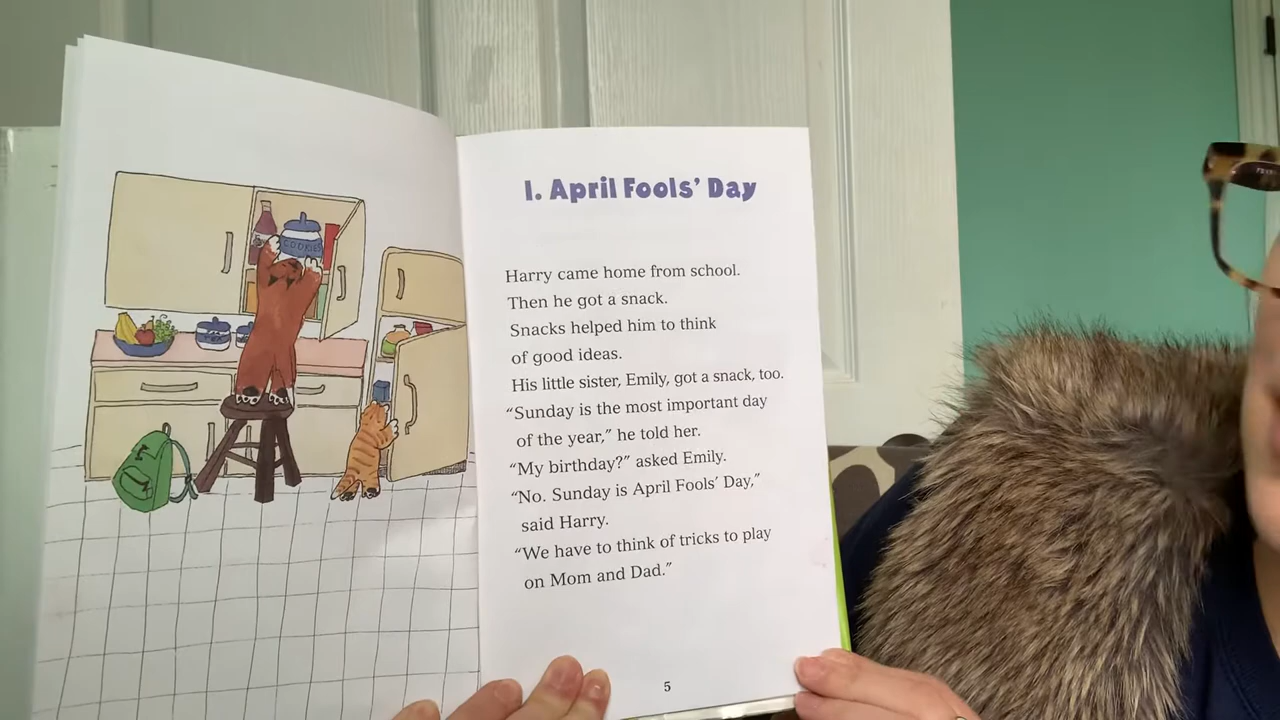 COOKIES
1. April Fools' Day
Harry came home from school.
Then he got a snack.
Snacks helped him to think
of good ideas.
His little sister, Emily, got a snack, too.
“Sunday is the most important day
of the year,” he told her.
“My birthday?” asked Emily.
“No. Sunday is April Fools’ Day,”
said Harry.
“We have to think of tricks to play
on Mom and Dad.”
5